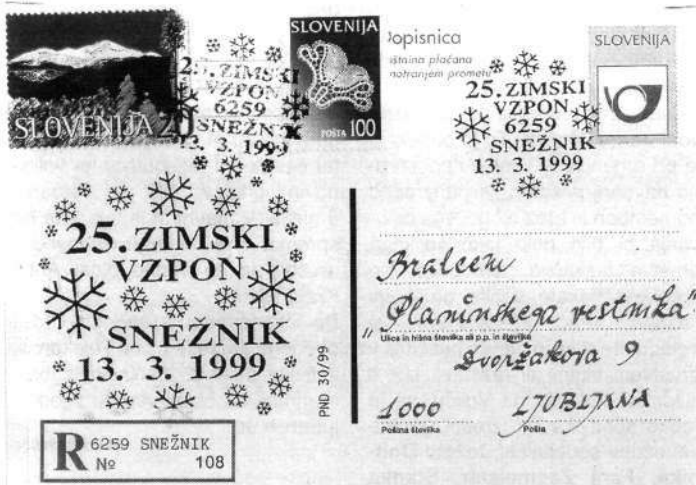 SLOVENIJA
20
25. ZIMSKI
VZPON
6259
SNEŽNIK
13. 3. 1999
SLOVENIJA
POŠTA 100
opisnica
štnina plačana
notranjem prometu
25. ZIMSKI
VZPON
6259
SNEŽNIK
13. 3. 1999
SLOVENIJA
25. ZIMSKI
VZPON
SNEŽNIK
13. 3. 1999
PND 30/99
R 6259 SNEŽNIK
No 108
Bralcem
"Planinskega vestnika"
Ulica in hišna številka ali p.p. in številka
Dvoržakova 9
1000 LJUBLJANA
Poštna številka Pošta